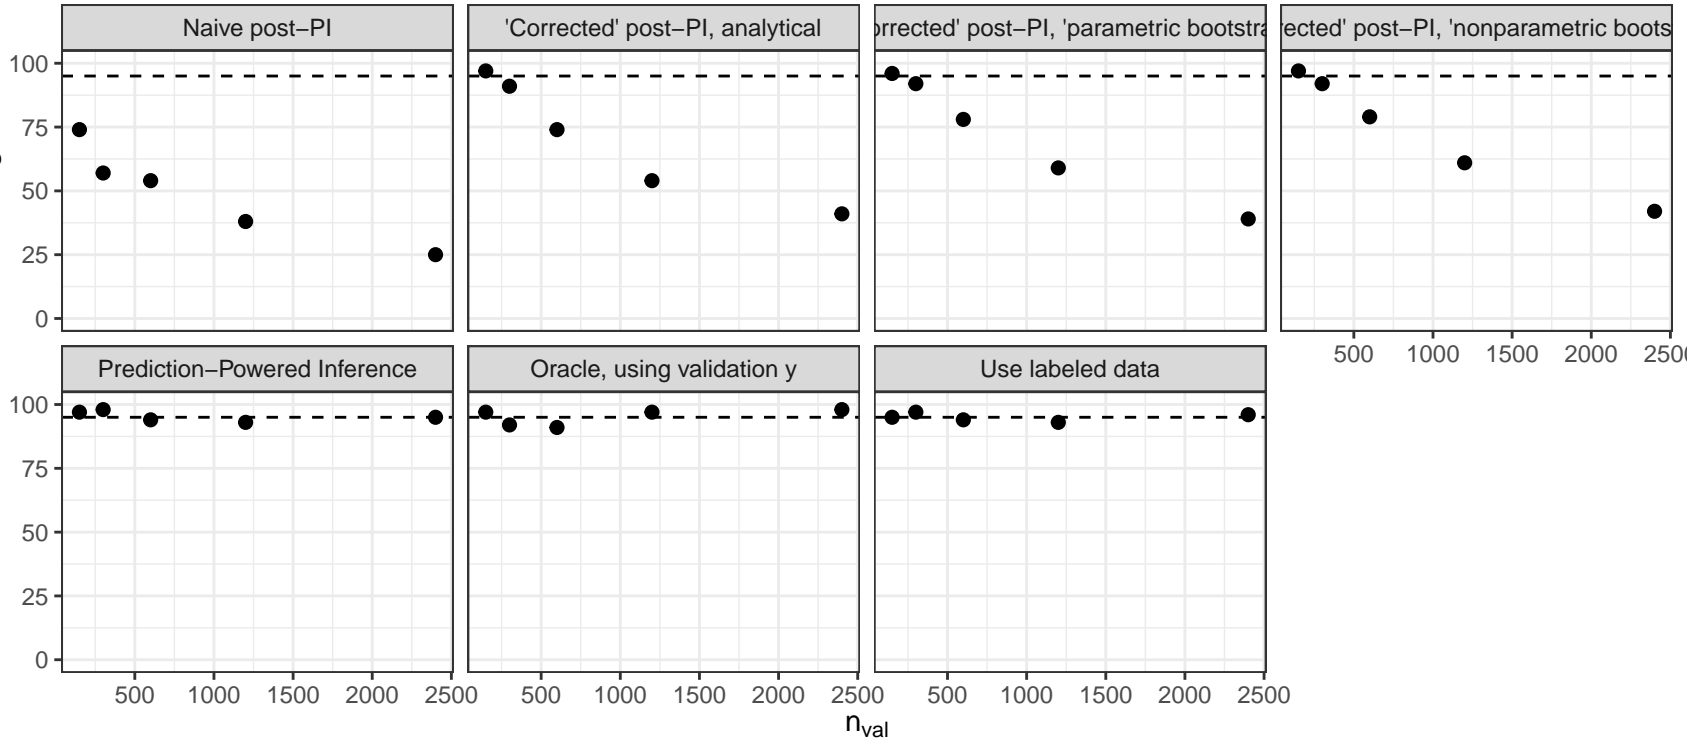 Naive post−PI
'Corrected' post−PI, analytical
orrected' post−PI, 'parametric bootstra
rected' post−PI, 'nonparametric boots
100
75
50
25
0
500 1000 1500 2000 2500
Prediction−Powered Inference
Oracle, using validation y
Use labeled data
100
75
50
25
0
500 1000 1500 2000 2500
500 1000 1500 2000 2500
500 1000 1500 2000 2500
nval